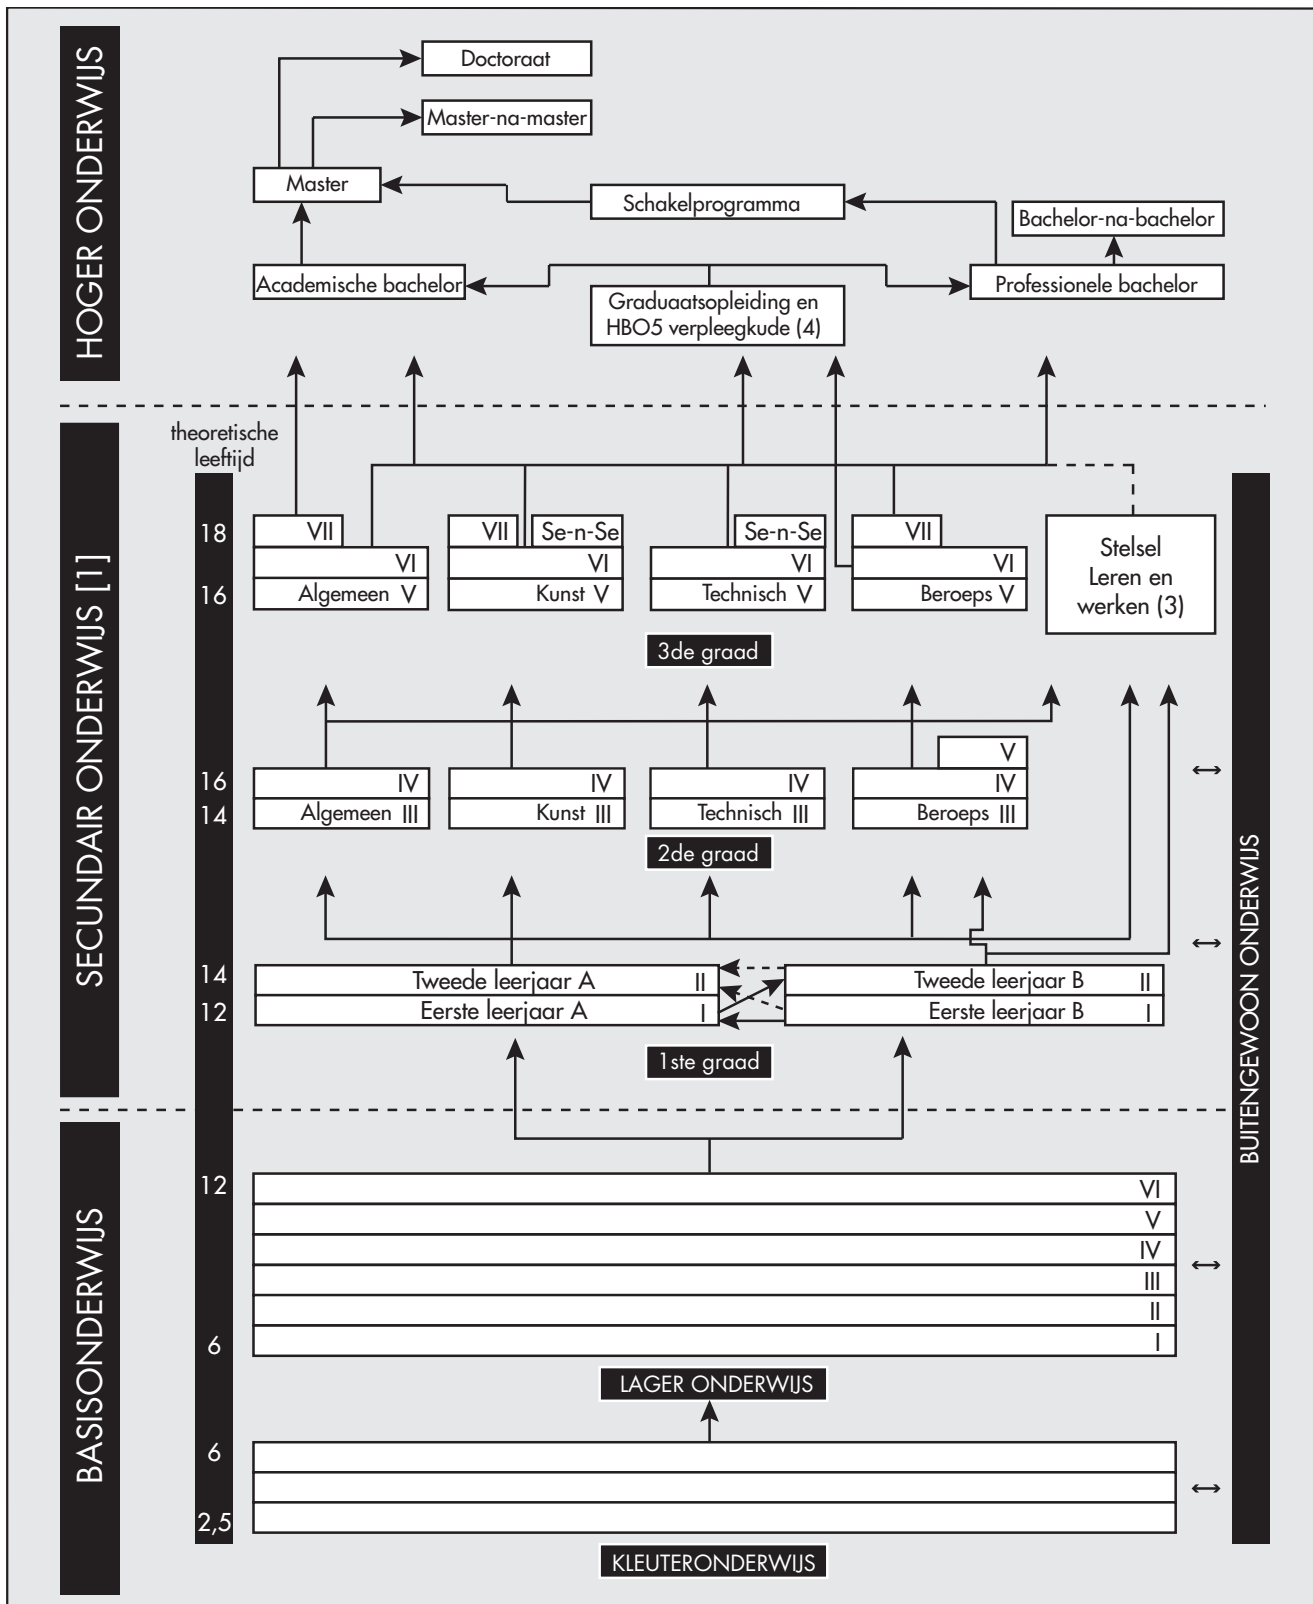 HOGER ONDERWIJS
Doctoraat
Master-na-master
Master
Schakelprogramma
Bachelor-na-bachelor
Academische bachelor
Graduaatsopleiding en
HBO5 verpleegkude (4)
Professionele bachelor
SECUNDAIR ONDERWIJS [1]
theoretische
leeftijd
18
VII
VII
Se-n-Se
Se-n-Se
VII
VI
VI
VI
VI
16
Algemeen V
Kunst V
Technisch V
Beroeps V
Stelsel
Leren en
werken (3)
3de graad
V
16
IV
IV
IV
IV
14
Algemeen III
Kunst III
Technisch III
Beroeps III
2de graad
14
Tweede leerjaar A II
Tweede leerjaar B II
12
Eerste leerjaar A I
Eerste leerjaar B I
1ste graad
BUITENGEWOON ONDERWIJS
BASISONDERWIJS
12
VI
V
IV
III
II
6
I
LAGER ONDERWIJS
6
2,5
KLEUTERONDERWIJS